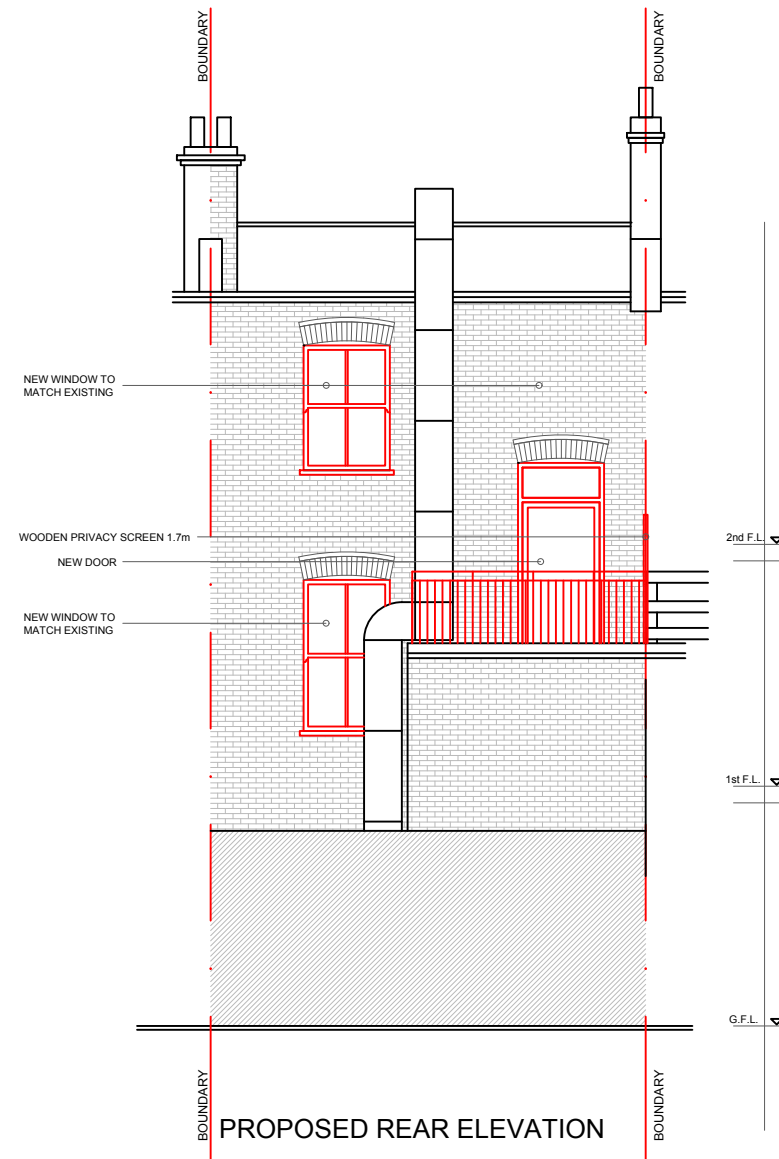 BOUNDARY
BOUNDARY
NEW WINDOW TO
MATCH EXISTING
WOODEN PRIVACY SCREEN 1.7m
2nd F.L.
NEW DOOR
NEW WINDOW TO
MATCH EXISTING
1st F.L.
G.F.L.
BOUNDARY
BOUNDARY
PROPOSED REAR ELEVATION